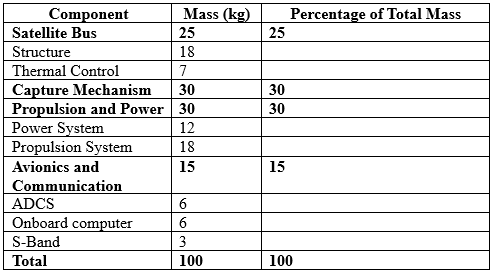 Component Mass (kg) Percentage of Total Mass
Satellite Bus 25 25
Structure 18
Thermal Control 7
Capture Mechanism 30 30
Propulsion and Power 30 30
Power System 12
Propulsion System 18
Avionics and 15 15
Communication
ADCS 6
Onboard computer 6
S-Band 3
Total 100 100